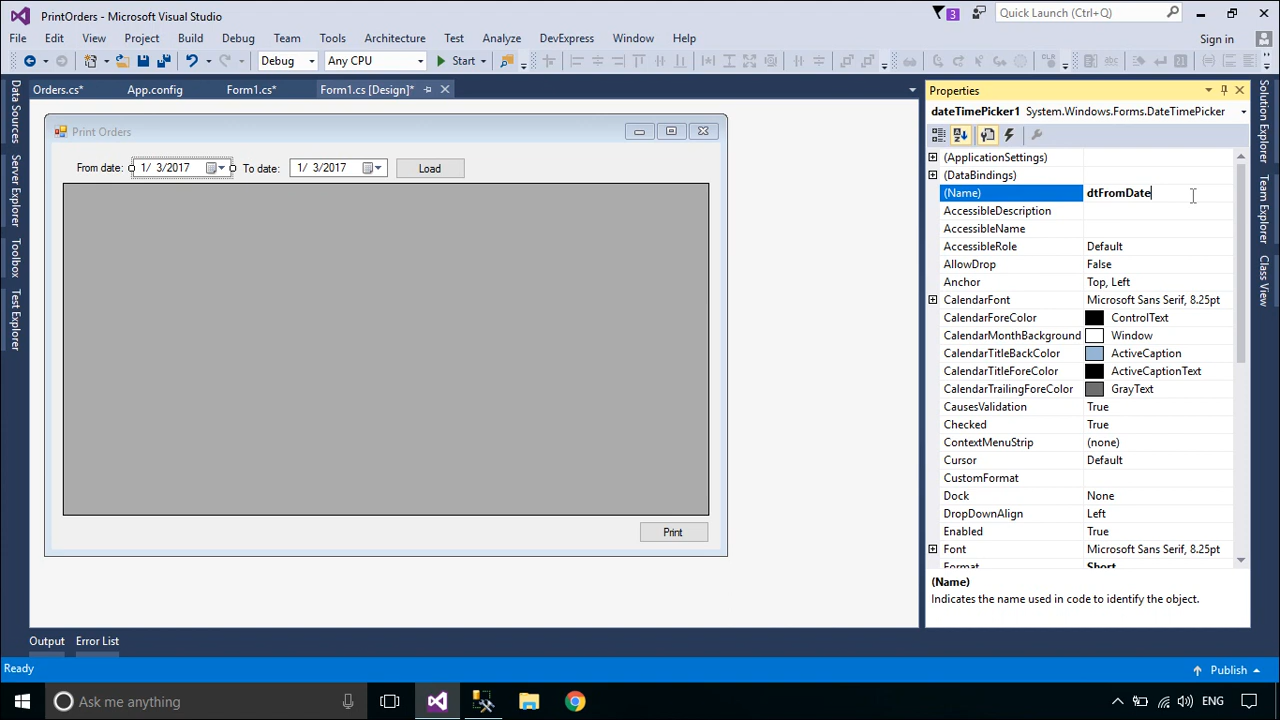 PrintOrders - Microsoft Visual Studio
3
Quick Launch (Ctrl+Q)
File Edit View Project Build Debug Team Tools Architecture Test Analyze DevExpress Window Help
Sign in
Debug Any CPU Start
Orders.cs* App.config Form1.cs* Form1.cs [Design]*
Data Sources
Server Explorer
Toolbox
Test Explorer
Print Orders
From date: 1/ 3/2017 To date: 1/ 3/2017 Load
Print
Properties
dateTimePicker1 System.Windows.Forms.DateTimePicker
(ApplicationSettings)
(DataBindings)
(Name) dtFromDate
AccessibleDescription
AccessibleName
AccessibleRole Default
AllowDrop False
Anchor Top, Left
CalendarFont Microsoft Sans Serif, 8.25pt
CalendarForeColor ControlText
CalendarMonthBackground Window
CalendarTitleBackColor ActiveCaption
CalendarTitleForeColor ActiveCaptionText
CalendarTrailingForeColor GrayText
CausesValidation True
Checked True
ContextMenuStrip (none)
Cursor Default
CustomFormat
Dock None
DropDownAlign Left
Enabled True
Font Microsoft Sans Serif, 8.25pt
Format Short
(Name)
Indicates the name used in code to identify the object.
Solution Explorer
Team Explorer
Class View
Output Error List
Ready
Publish
Ask me anything
ENG